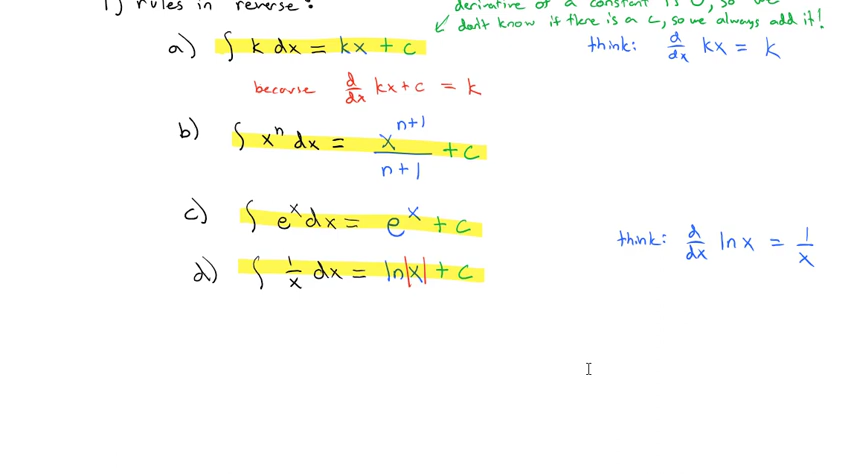 1) rules in reverse:
derivative of a constant is 0, so we
don't know if there is a c, so we always add it!
a) ∫ k dx = kx + c
think: d/dx kx = k
because d/dx kx + c = k
b) ∫ xⁿ dx = xⁿ⁺¹/(n+1) + c
c) ∫ eˣ dx = eˣ + c
think: d/dx ln x = 1/x
d) ∫ 1/x dx = ln|x| + c